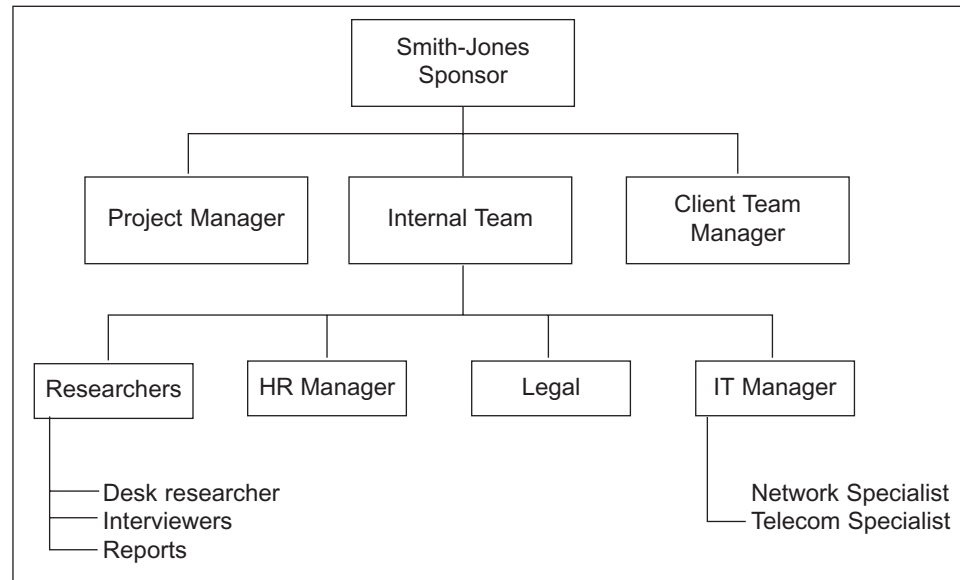 Smith-Jones
Sponsor
Project Manager
Internal Team
Client Team
Manager
Researchers
HR Manager
Legal
IT Manager
Desk researcher
Interviewers
Reports
Network Specialist
Telecom Specialist